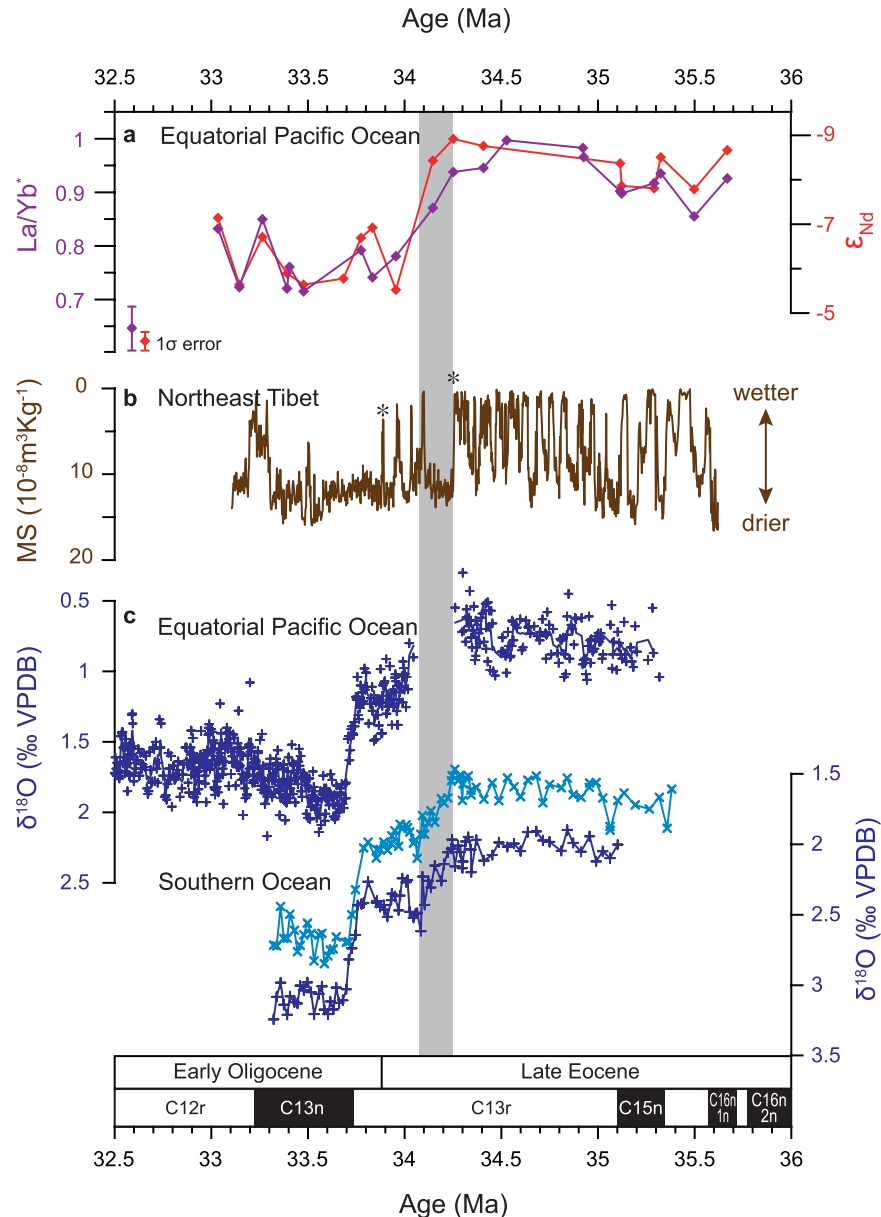 Age (Ma)
32.5 33 33.5 34 34.5 35 35.5 36
a Equatorial Pacific Ocean
1
0.9
0.8
0.7
La/Yb*
-9
-7
-5
εNd
1σ error
b Northeast Tibet
* *
0
10
20
MS (10⁻⁸m³Kg⁻¹)
wetter
drier
c
Equatorial Pacific Ocean
0.5
1
1.5
2
2.5
δ¹⁸O (‰ VPDB)
Southern Ocean
1.5
2
2.5
3
3.5
δ¹⁸O (‰ VPDB)
Early Oligocene Late Eocene
C12r C13n C13r C15n C16n 1n C16n 2n
32.5 33 33.5 34 34.5 35 35.5 36
Age (Ma)